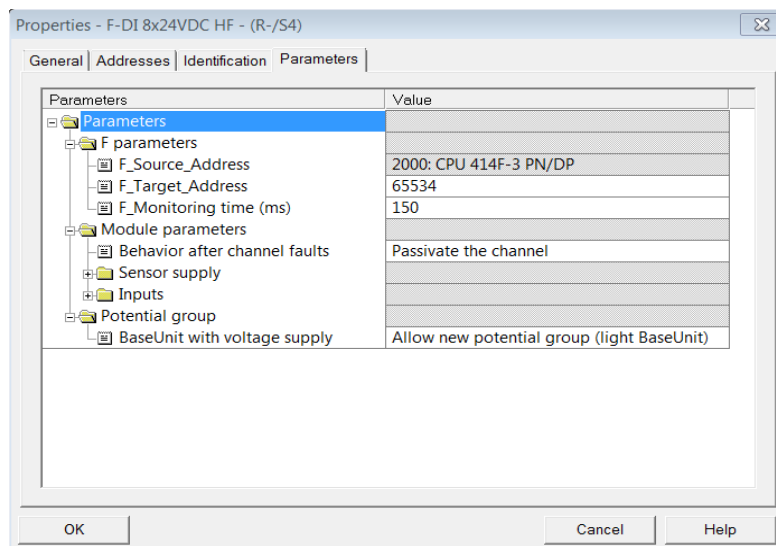 Properties - F-DI 8x24VDC HF - (R-/S4)
General Addresses Identification Parameters
Parameters Value
Parameters
F parameters
F_Source_Address 2000: CPU 414F-3 PN/DP
F_Target_Address 65534
F_Monitoring time (ms) 150
Module parameters
Behavior after channel faults Passivate the channel
Sensor supply
Inputs
Potential group
BaseUnit with voltage supply Allow new potential group (light BaseUnit)
OK Cancel Help